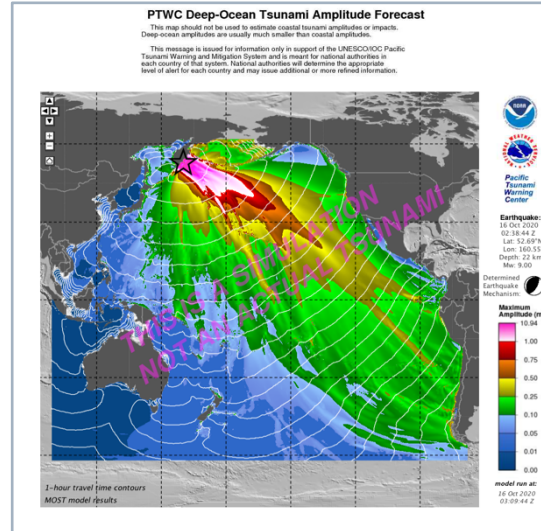 PTWC Deep-Ocean Tsunami Amplitude Forecast
This map should not be used to estimate coastal tsunami amplitudes or impacts.
Deep-ocean amplitudes are usually much smaller than coastal amplitudes.
This message is issued for information only in support of the UNESCO/IOC Pacific
Tsunami Warning and Mitigation System and is meant for national authorities in
each country of that system. National authorities will determine the appropriate
level of alert for each country and may issue additional or more refined information.
THIS IS A SIMULATION
NOT AN ACTUAL TSUNAMI
1-hour travel time contours
MOST model results
Pacific
Tsunami
Warning
Center
Earthquake:
16 Oct 2020
02:38:44 Z
Lat: 52.69°N
Lon: 160.55
Depth: 22 km
Mw: 9.00
Determined
Earthquake
Mechanism:
Maximum
Amplitude (m
10.94
1.00
0.75
0.50
0.25
0.10
0.05
0.01
0.00
model run at:
16 Oct 2020
03:09:44 Z